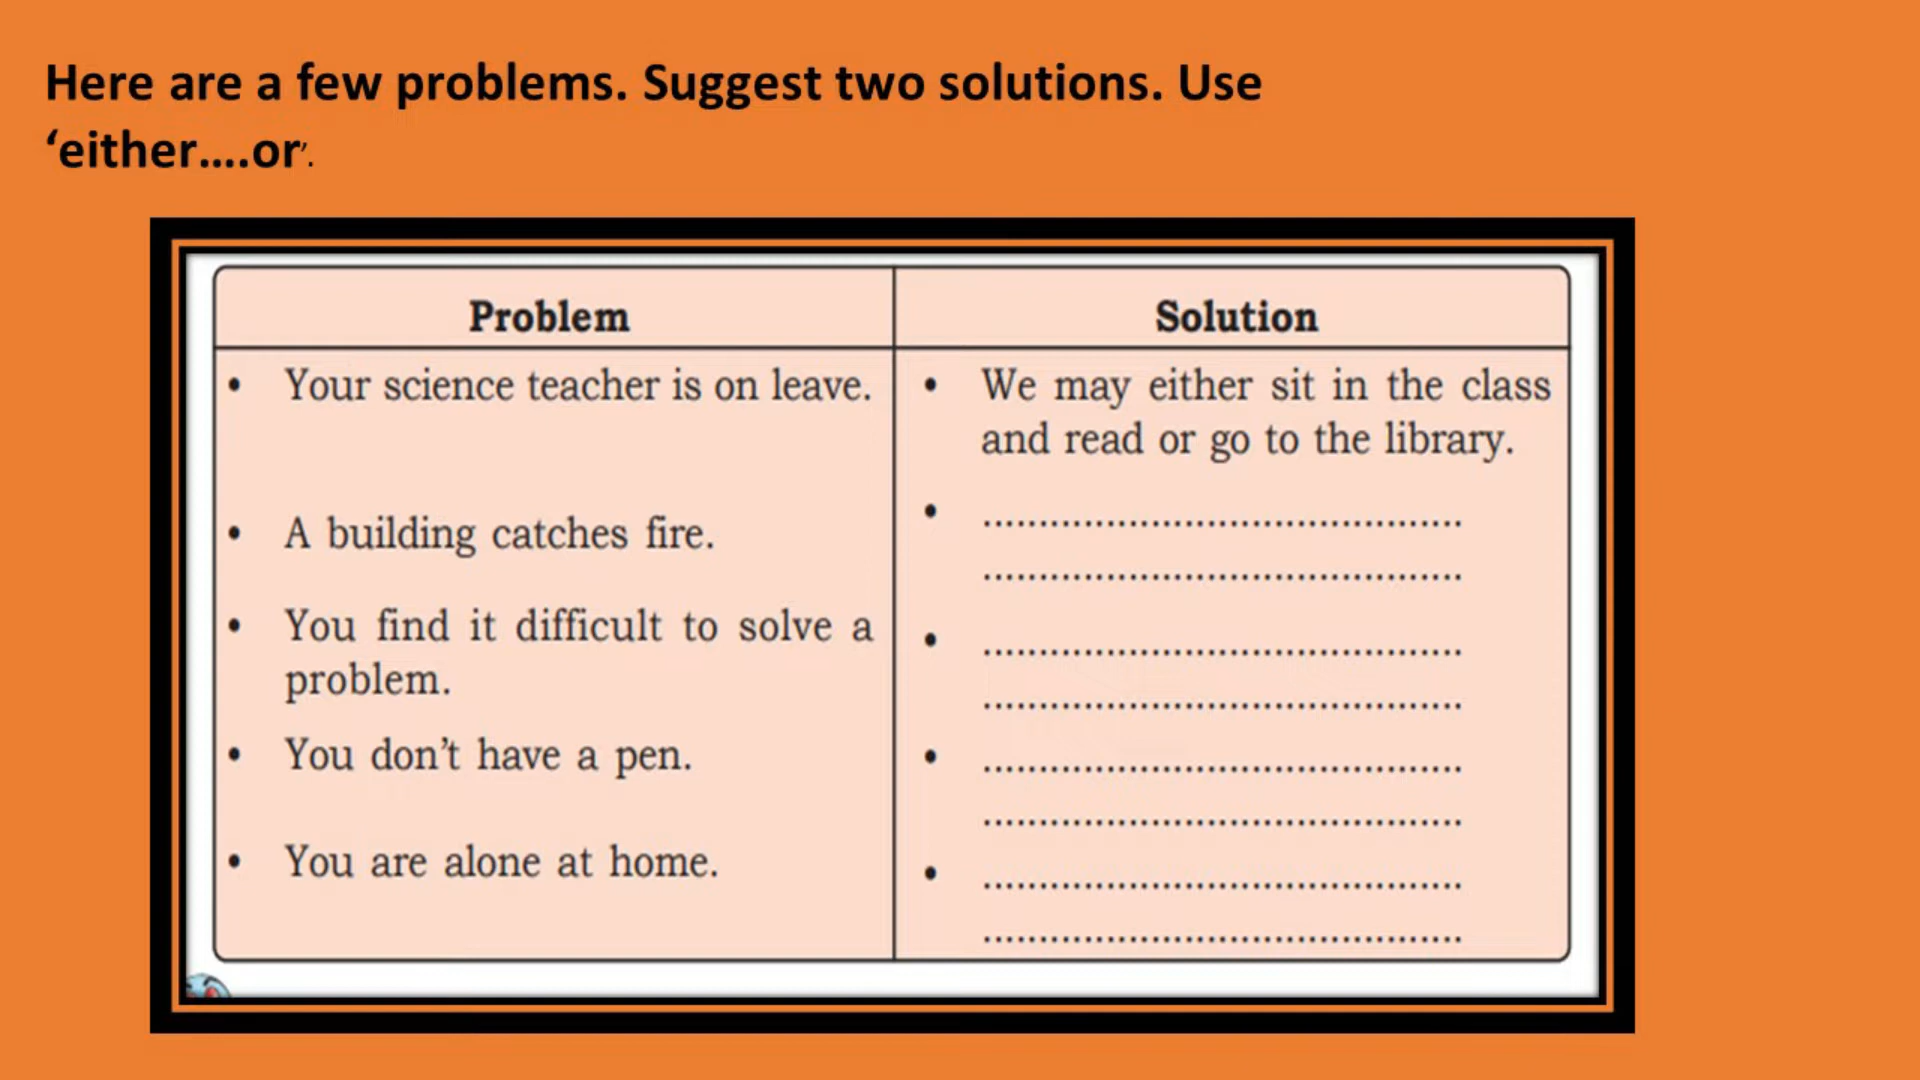 Here are a few problems. Suggest two solutions. Use
‘either....or’.
Problem
• Your science teacher is on leave.
• A building catches fire.
• You find it difficult to solve a
problem.
• You don’t have a pen.
• You are alone at home.
Solution
• We may either sit in the class
and read or go to the library.
• ...........................................
...........................................
• ...........................................
...........................................
• ...........................................
...........................................
• ...........................................
...........................................